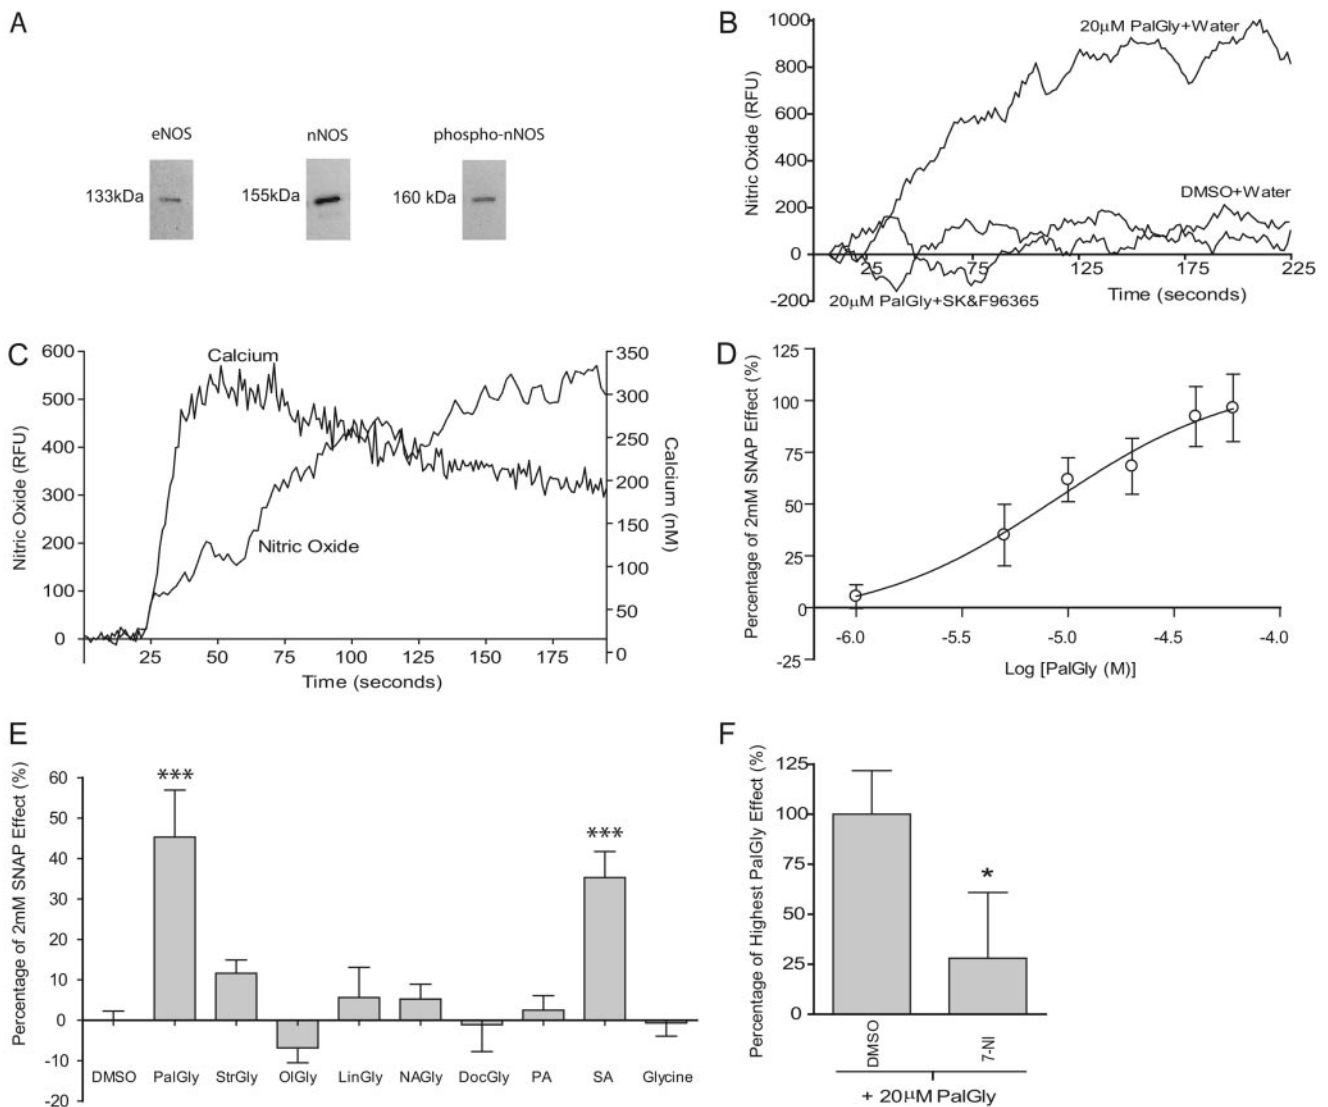 A
eNOS
nNOS
phospho-nNOS
133kDa
155kDa
160 kDa
B
1000
800
600
400
200
0
-200
Nitric Oxide (RFU)
20μM PalGly+Water
DMSO+Water
20μM PalGly+SK&F96365
25
75
125
175
225
Time (seconds)
C
600
500
400
300
200
100
0
Nitric Oxide (RFU)
Calcium
Nitric Oxide
350
300
250
200
150
100
50
0
Calcium (nM)
25
50
75
100
125
150
175
Time (seconds)
D
125
100
75
50
25
0
-25
Percentage of 2mM SNAP Effect (%)
-6.0
-5.5
-5.0
-4.5
-4.0
Log [PalGly (M)]
E
60
50
40
30
20
10
0
-10
-20
Percentage of 2mM SNAP Effect (%)
***
***
DMSO
PalGly
StrGly
OlGly
LinGly
NAGly
DocGly
PA
SA
Glycine
F
125
100
75
50
25
0
Percentage of Highest PalGly Effect (%)
*
DMSO
7-NI
+ 20μM PalGly